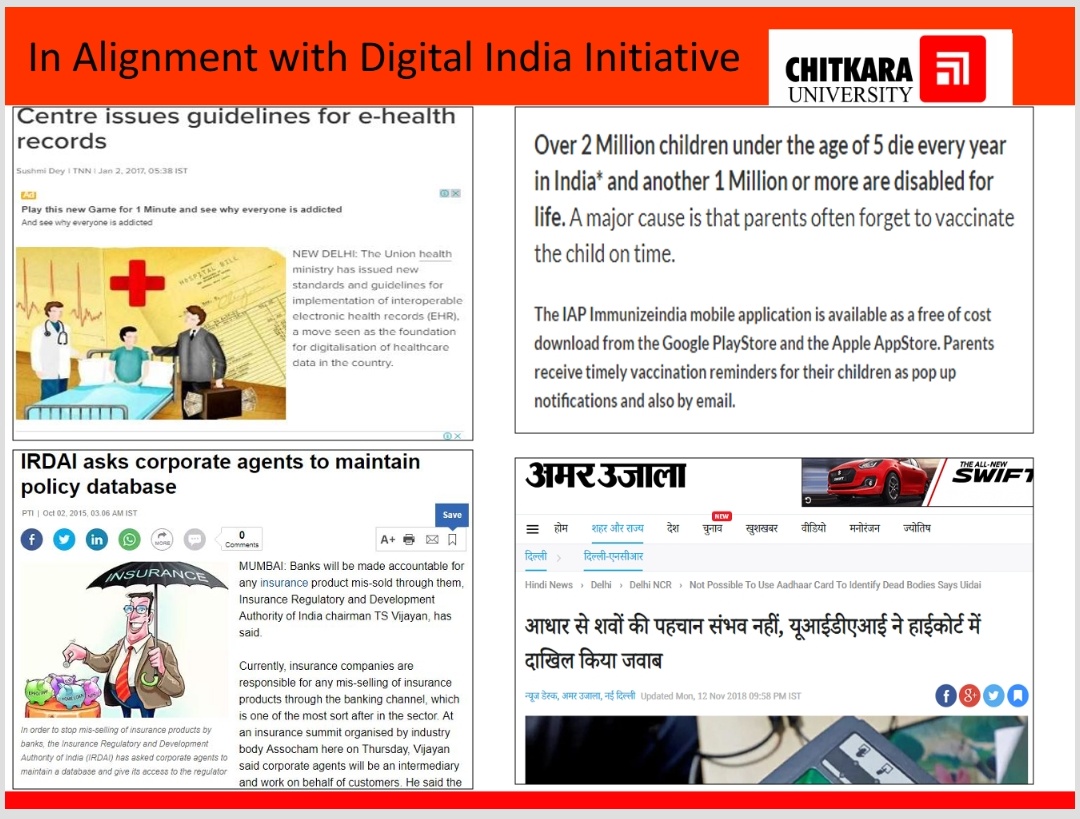 In Alignment with Digital India Initiative
CHITKARA
UNIVERSITY
Centre issues guidelines for e-health
records
Sushmi Dey | TNN | Jan 2, 2017, 05:38 IST
Ad
Play this new Game for 1 Minute and see why everyone is addicted
And see why everyone is addicted
HOSPITAL BILL
NEW DELHI: The Union health
ministry has issued new
standards and guidelines for
implementation of interoperable
electronic health records (EHR),
a move seen as the foundation
for digitalisation of healthcare
data in the country.
Over 2 Million children under the age of 5 die every year
in India* and another 1 Million or more are disabled for
life. A major cause is that parents often forget to vaccinate
the child on time.
The IAP Immunizeindia mobile application is available as a free of cost
download from the Google PlayStore and the Apple AppStore. Parents
receive timely vaccination reminders for their children as pop up
notifications and also by email.
IRDAI asks corporate agents to maintain
policy database
PTI | Oct 02, 2015, 03.06 AM IST
Save
MORE
0
Comments
A+
INSURANCE
MUMBAI: Banks will be made accountable for
any insurance product mis-sold through them,
Insurance Regulatory and Development
Authority of India chairman TS Vijayan, has
said.
Currently, insurance companies are
responsible for any mis-selling of insurance
products through the banking channel, which
is one of the most sort after in the sector. At
an insurance summit organised by industry
body Assocham here on Thursday, Vijayan
said corporate agents will be an intermediary
and work on behalf of customers. He said the
In order to stop mis-selling of insurance products by
banks, the Insurance Regulatory and Development
Authority of India (IRDAI) has asked corporate agents to
maintain a database and give its access to the regulator
अमर उजाला
THE ALL-NEW
SWIFT
होम शहर और राज्य देश चुनाव NEW खुशखबर वीडियो मनोरंजन ज्योतिष
दिल्ली दिल्ली-एनसीआर
Hindi News › Delhi › Delhi NCR › Not Possible To Use Aadhaar Card To Identify Dead Bodies Says Uidai
आधार से शवों की पहचान संभव नहीं, यूआईडीएआई ने हाईकोर्ट में
दाखिल किया जवाब
न्यूज डेस्क, अमर उजाला, नई दिल्ली Updated Mon, 12 Nov 2018 09:58 PM IST